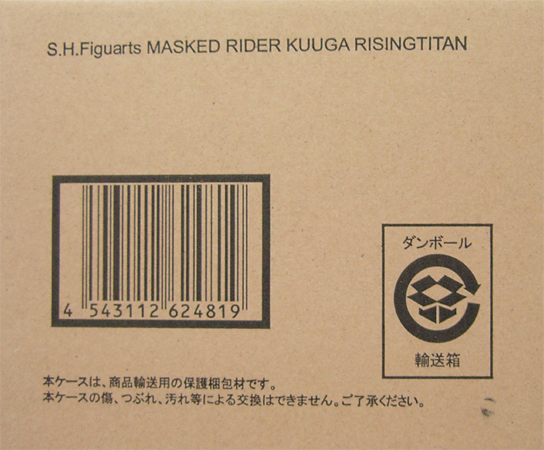 S.H.Figuarts MASKED RIDER KUUGA RISINGTITAN
4 543112 624819
ダンボール
輸送箱
本ケースは、商品輸送用の保護梱包材です。
本ケースの傷、つぶれ、汚れ等による交換はできません。ご了承ください。